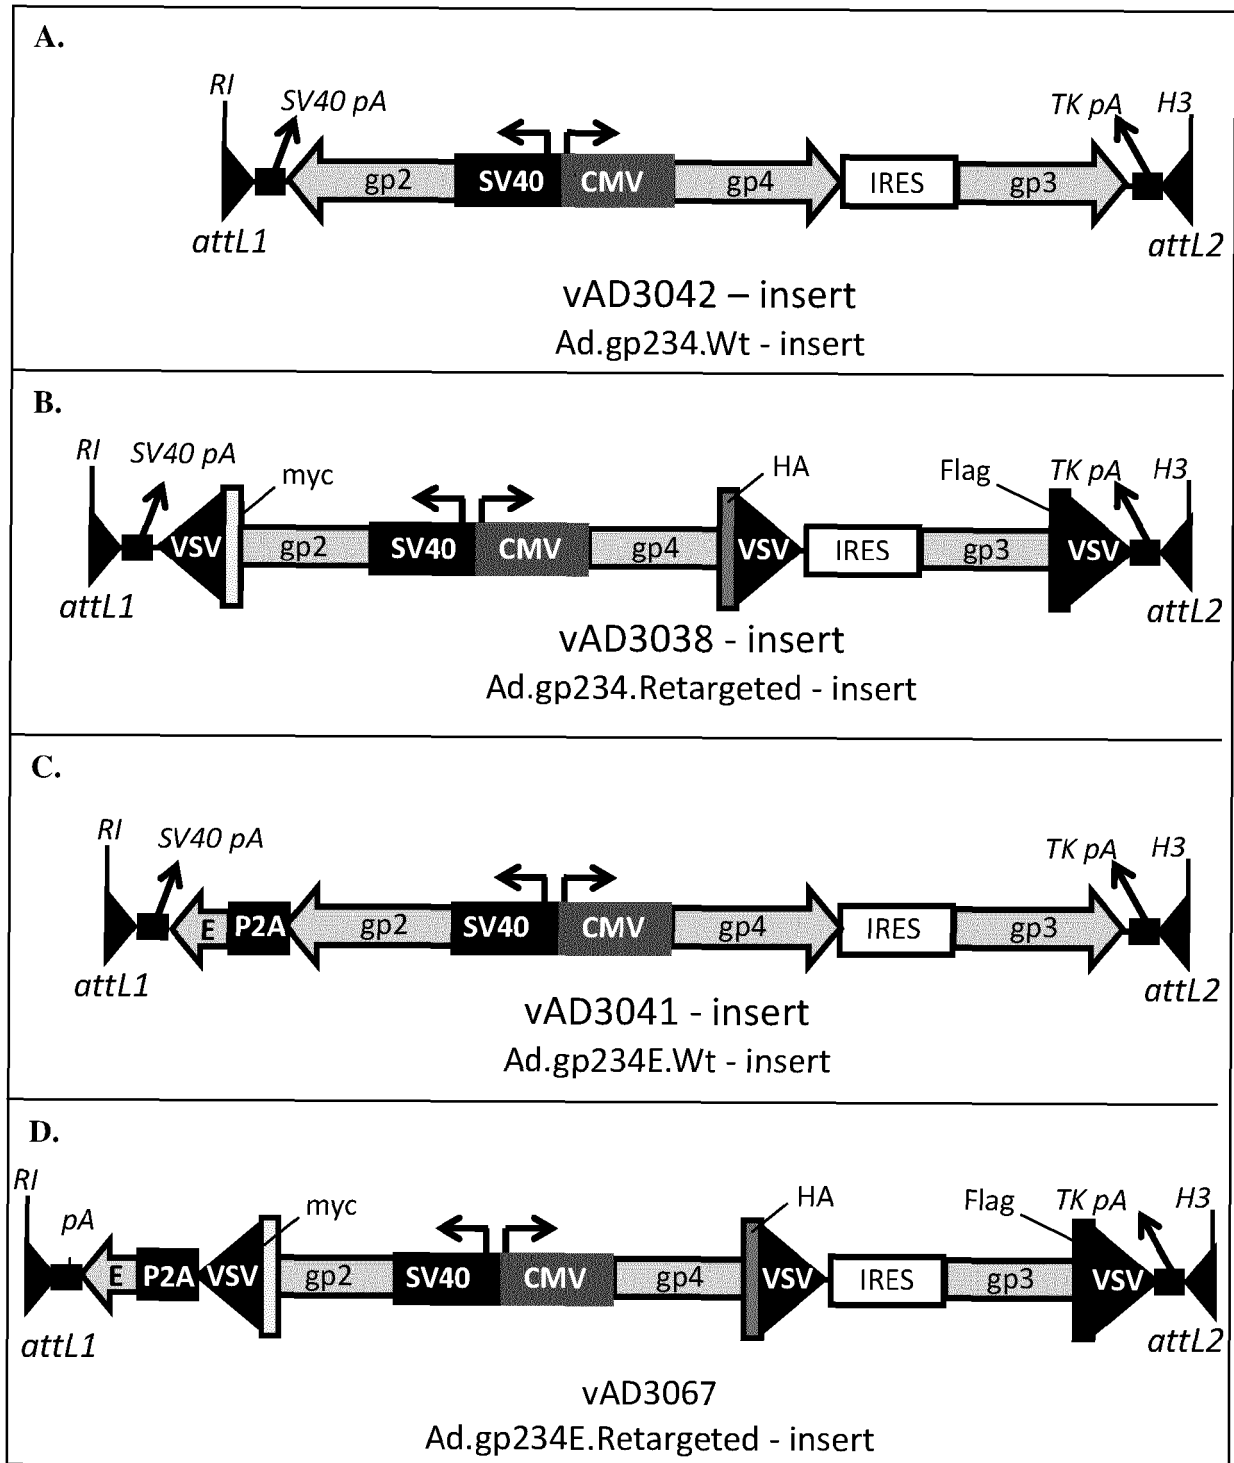 A.
RI
SV40 pA
TK pA
H3
gp2
SV40
CMV
gp4
IRES
gp3
attL1
attL2
vAD3042 – insert
Ad.gp234.Wt - insert
B.
RI
SV40 pA
myc
HA
Flag
TK pA
H3
VSV
gp2
SV40
CMV
gp4
VSV
IRES
gp3
VSV
attL1
attL2
vAD3038 - insert
Ad.gp234.Retargeted - insert
C.
RI
SV40 pA
TK pA
H3
E
P2A
gp2
SV40
CMV
gp4
IRES
gp3
attL1
attL2
vAD3041 - insert
Ad.gp234E.Wt - insert
D.
RI
pA
myc
HA
Flag
TK pA
H3
E
P2A
VSV
gp2
SV40
CMV
gp4
VSV
IRES
gp3
VSV
attL1
attL2
vAD3067
Ad.gp234E.Retargeted - insert